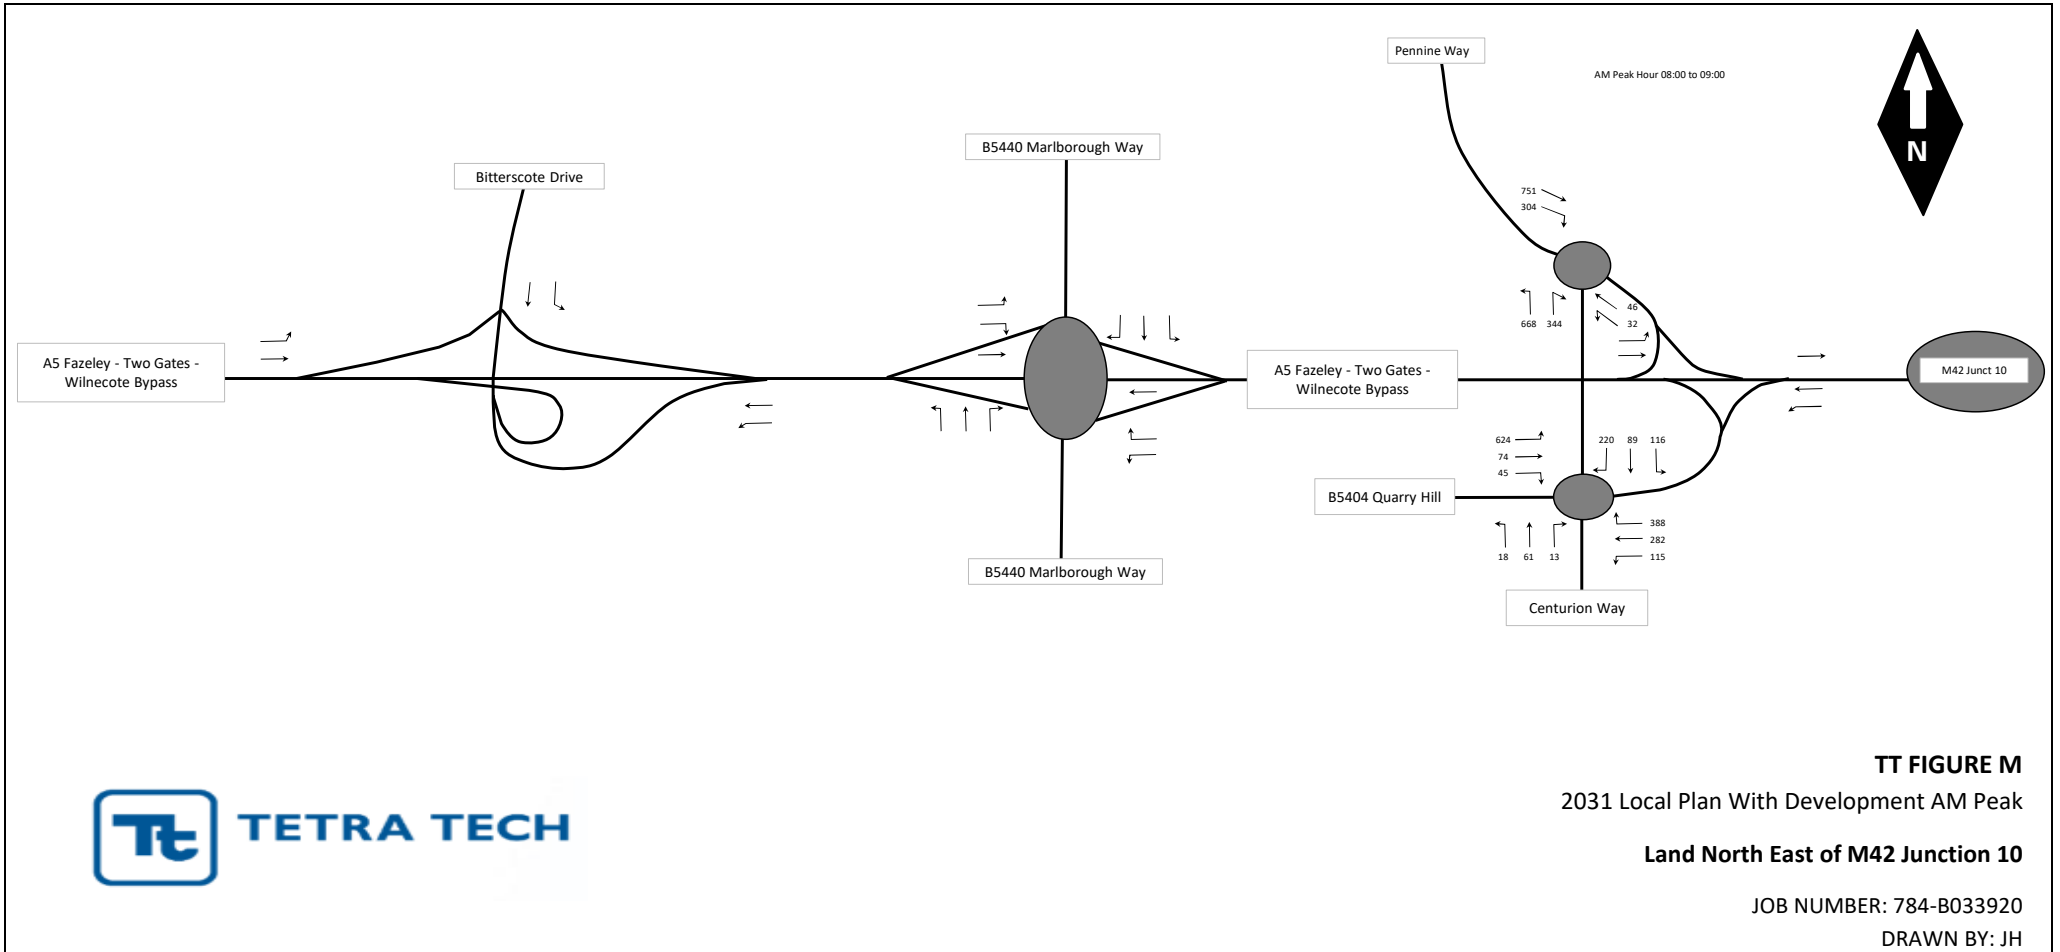 Pennine Way
AM Peak Hour 08:00 to 09:00
N
B5440 Marlborough Way
Bitterscote Drive
751
304
A5 Fazeley - Two Gates -
Wilnecote Bypass
668 344
46
32
A5 Fazeley - Two Gates -
Wilnecote Bypass
M42 Junct 10
624
74
45
220 89 116
B5404 Quarry Hill
18 61 13
388
282
115
B5440 Marlborough Way
Centurion Way
TT FIGURE M
2031 Local Plan With Development AM Peak
Land North East of M42 Junction 10
JOB NUMBER: 784-B033920
DRAWN BY: JH
Tt TETRA TECH